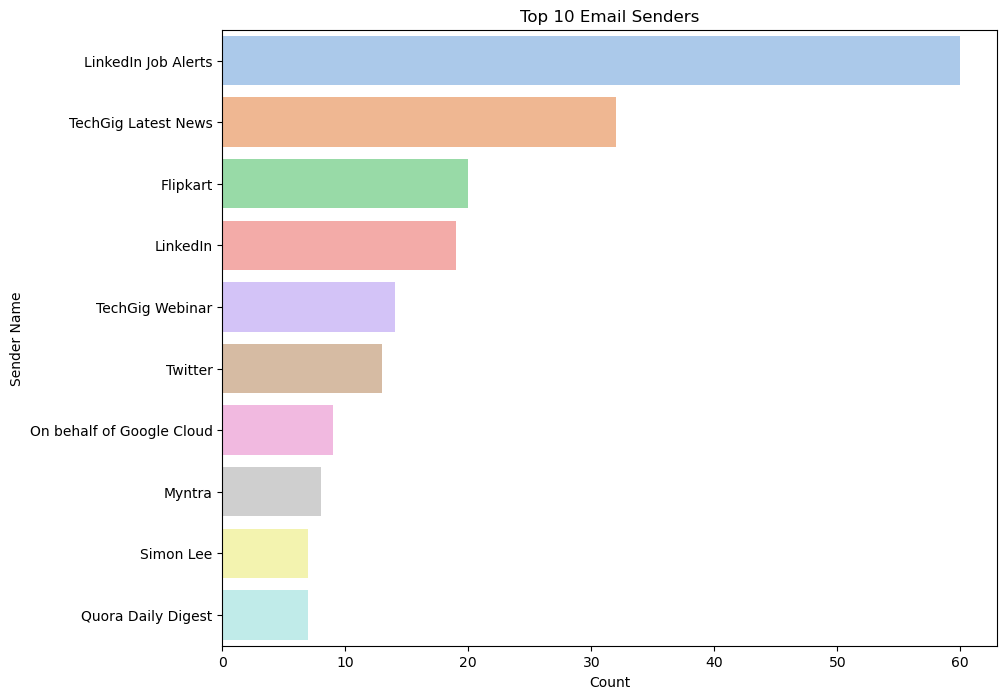 Top 10 Email Senders
Sender Name
LinkedIn Job Alerts
TechGig Latest News
Flipkart
LinkedIn
TechGig Webinar
Twitter
On behalf of Google Cloud
Myntra
Simon Lee
Quora Daily Digest
0 10 20 30 40 50 60
Count